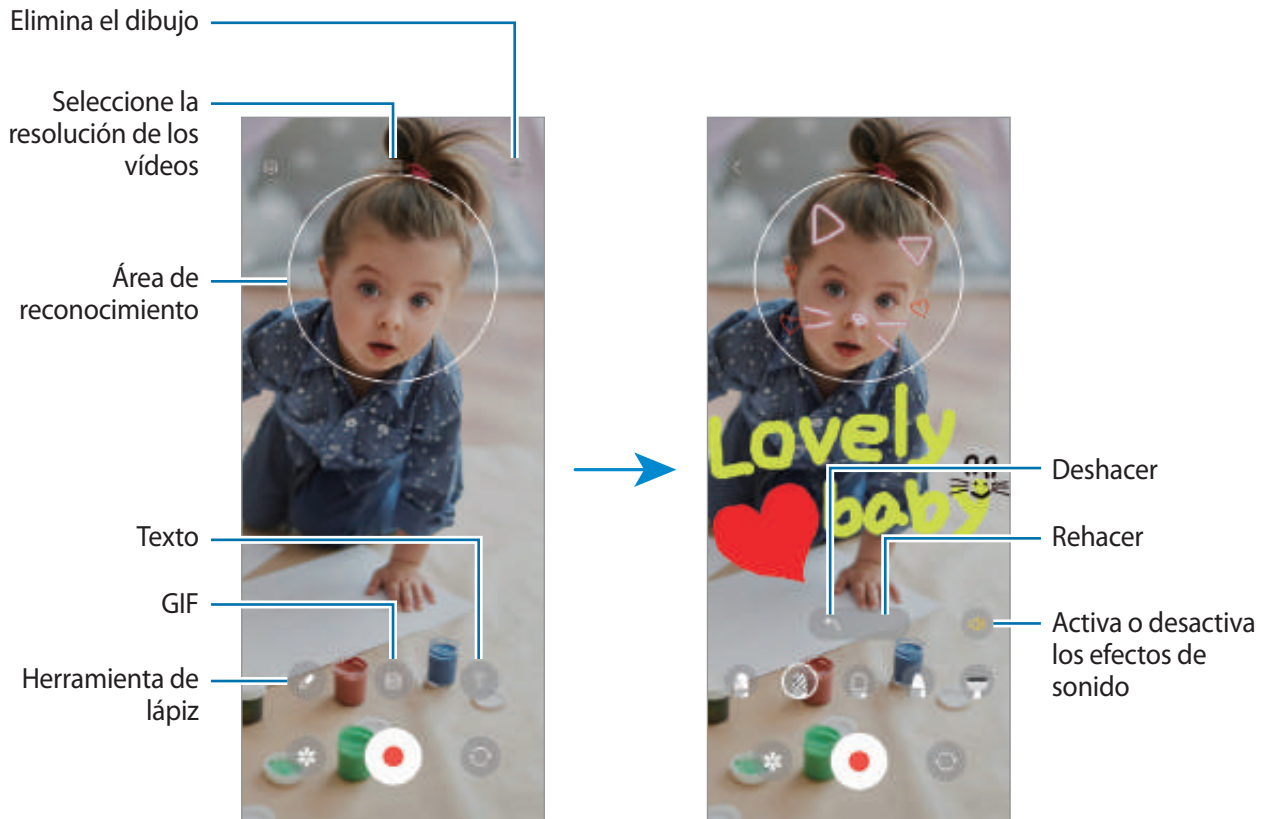 Elimina el dibujo
Seleccione la
resolución de los
vídeos
Área de
reconocimiento
Texto
GIF
Herramienta de
lápiz
Lovely
baby
Deshacer
Rehacer
Activa o desactiva
los efectos de
sonido